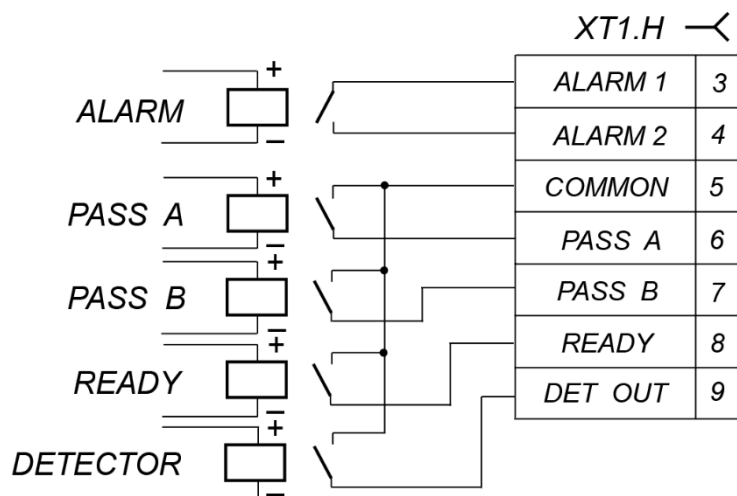 XT1.H
ALARM
+
−
ALARM 1 3
ALARM 2 4
PASS A
+
−
COMMON 5
PASS A 6
PASS B
+
−
PASS B 7
READY
+
−
READY 8
DETECTOR
+
−
DET OUT 9